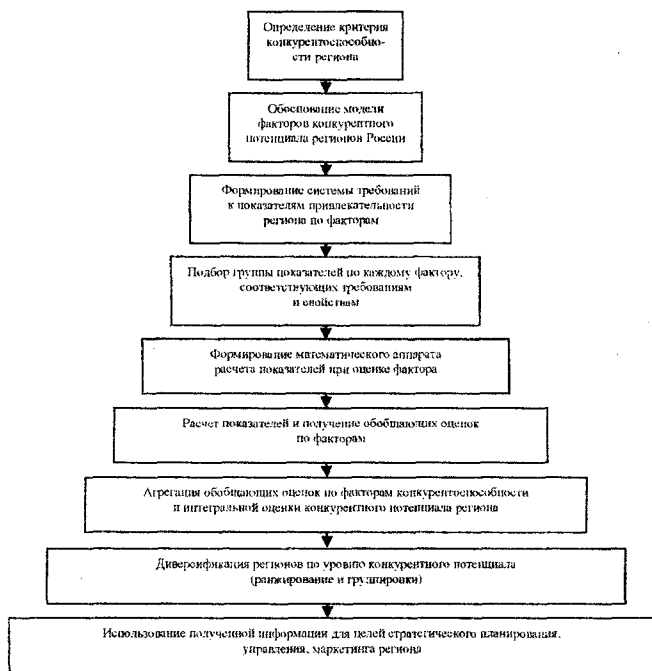 Определение критерия
конкурентоспособно-
сти региона
Обоснование модели
факторов конкурентного
потенциала регионов России
Формирование системы требований
к показателям привлекательности
региона по факторам
Подбор группы показателей по каждому фактору,
соответствующих требованиям
и свойствам
Формирование математического аппарата
расчета показателей при оценке фактора
Расчет показателей и получение обобщающих оценок
по факторам
Агрегация обобщающих оценок по факторам конкурентоспособности
и интегральной оценки конкурентного потенциала региона
Диверсификация регионов по уровню конкурентного потенциала
(ранжирование и группировки)
Использование полученной информации для целей стратегического планирования,
управления, маркетинга региона